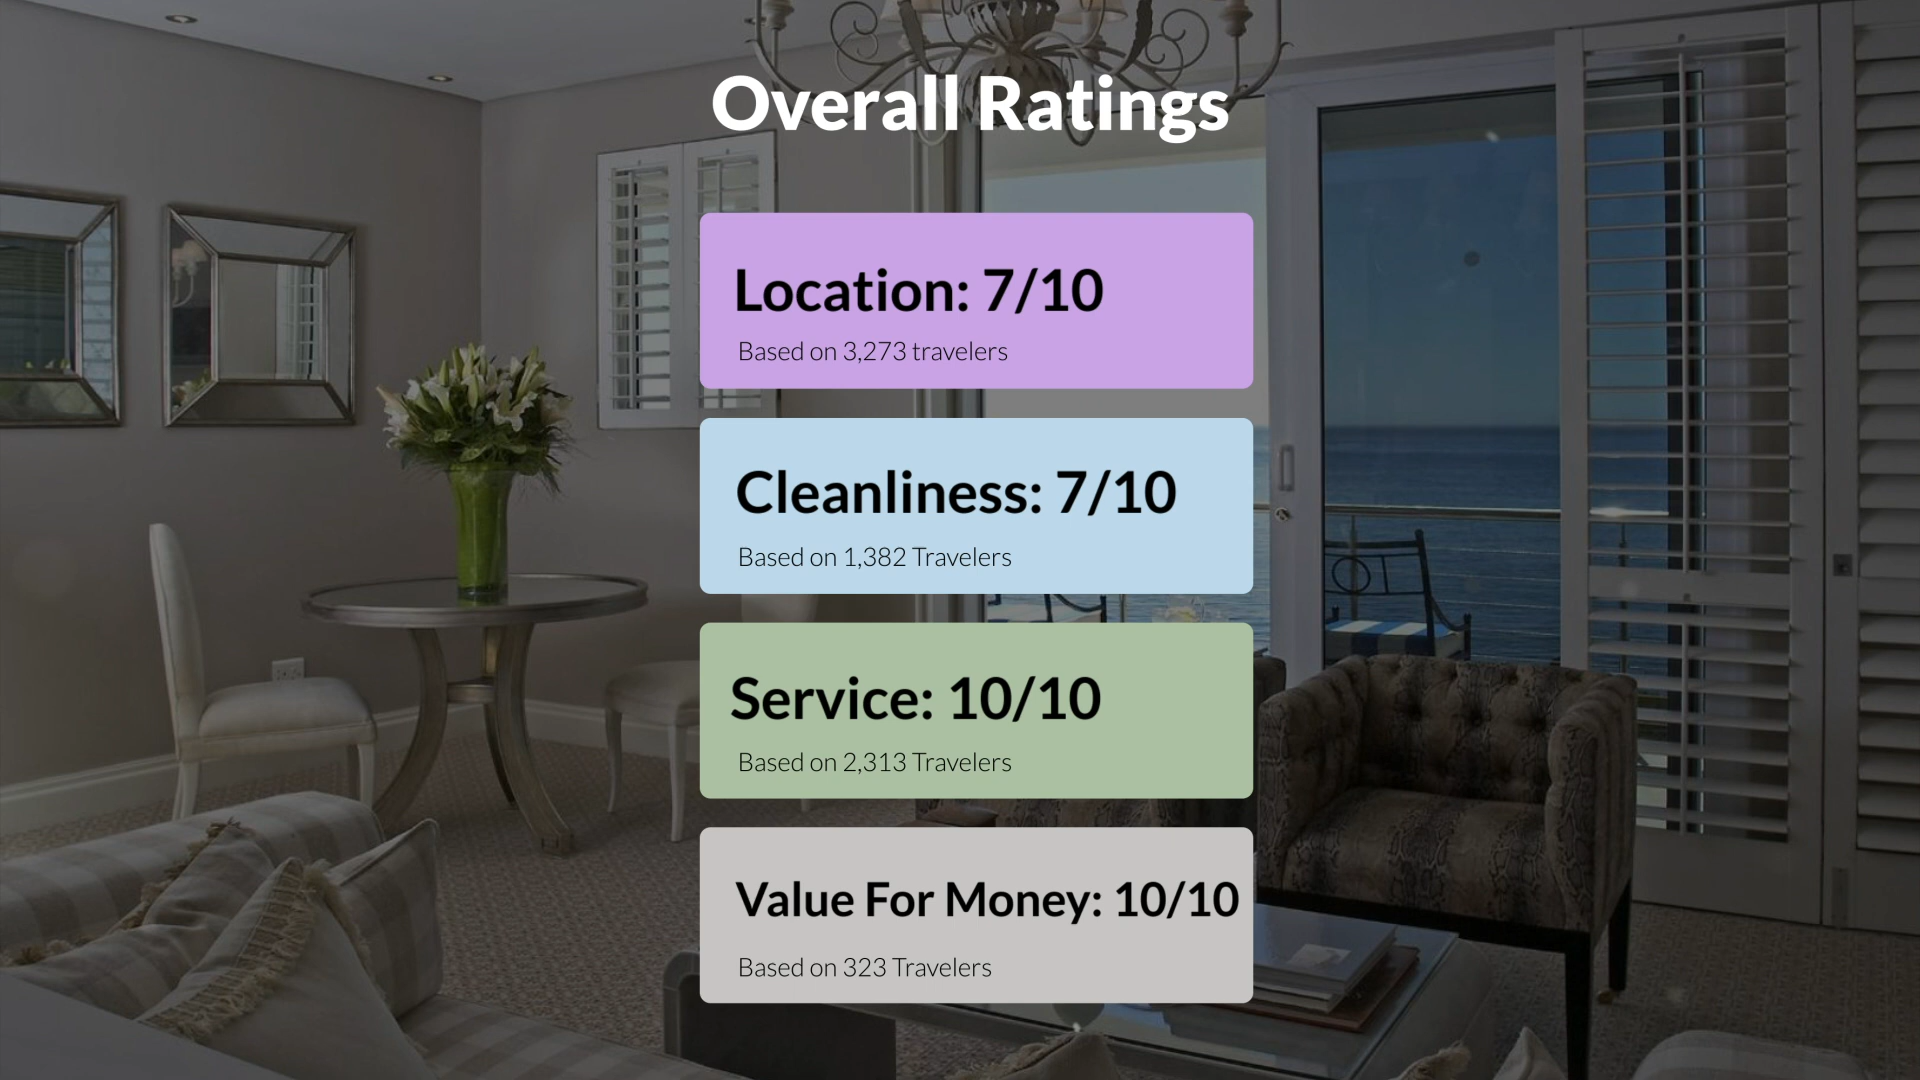 Overall Ratings
Location: 7/10
Based on 3,273 travelers
Cleanliness: 7/10
Based on 1,382 Travelers
Service: 10/10
Based on 2,313 Travelers
Value For Money: 10/10
Based on 323 Travelers